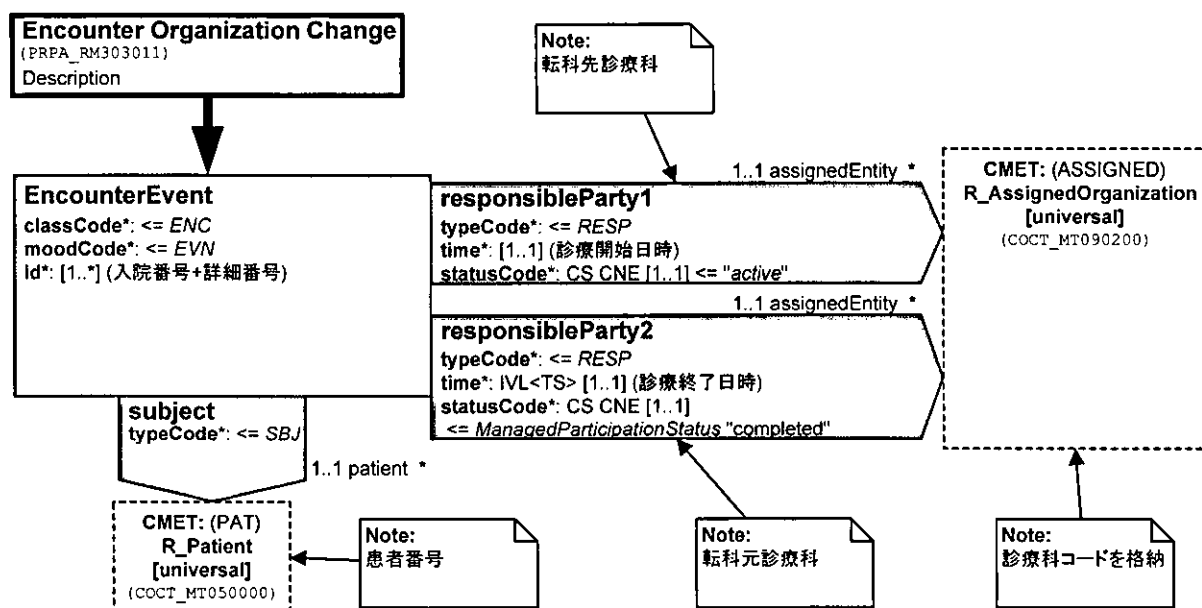 Encounter Organization Change
(PRPA_RM303011)
Description
Note:
転科先診療科
EncounterEvent
classCode*: <= ENC
moodCode*: <= EVN
id*: [1..*] (入院番号+詳細番号)
1..1 assignedEntity *
responsibleParty1
typeCode*: <= RESP
time*: [1..1] (診療開始日時)
statusCode*: CS CNE [1..1] <= "active"
CMET: (ASSIGNED)
R_AssignedOrganization
[universal]
(COCT_MT090200)
1..1 assignedEntity *
responsibleParty2
typeCode*: <= RESP
time*: IVL<TS> [1..1] (診療終了日時)
statusCode*: CS CNE [1..1]
<= ManagedParticipationStatus "completed"
subject
typeCode*: <= SBJ
1..1 patient *
CMET: (PAT)
R_Patient
[universal]
(COCT_MT050000)
Note:
患者番号
Note:
転科元診療科
Note:
診療科コードを格納